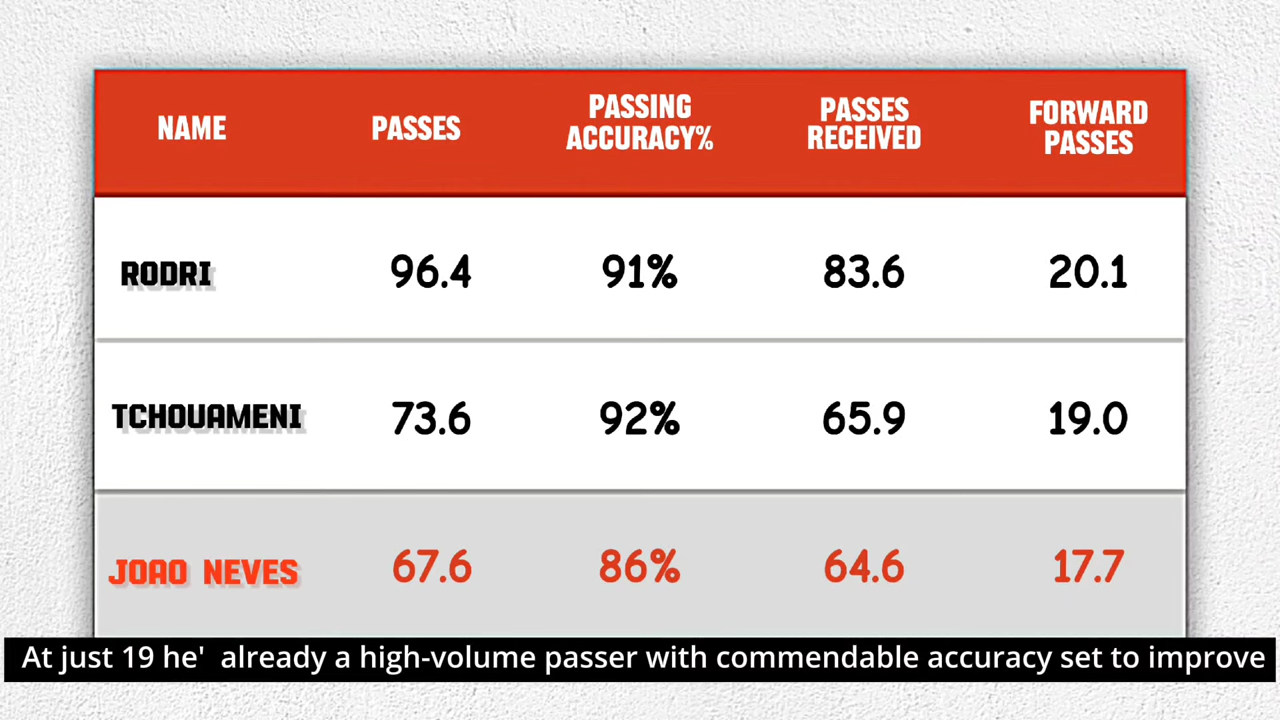 NAME PASSES PASSING ACCURACY% PASSES RECEIVED FORWARD PASSES
RODRI 96.4 91% 83.6 20.1
TCHOUAMENI 73.6 92% 65.9 19.0
JOAO NEVES 67.6 86% 64.6 17.7
At just 19 he'  already a high-volume passer with commendable accuracy set to improve